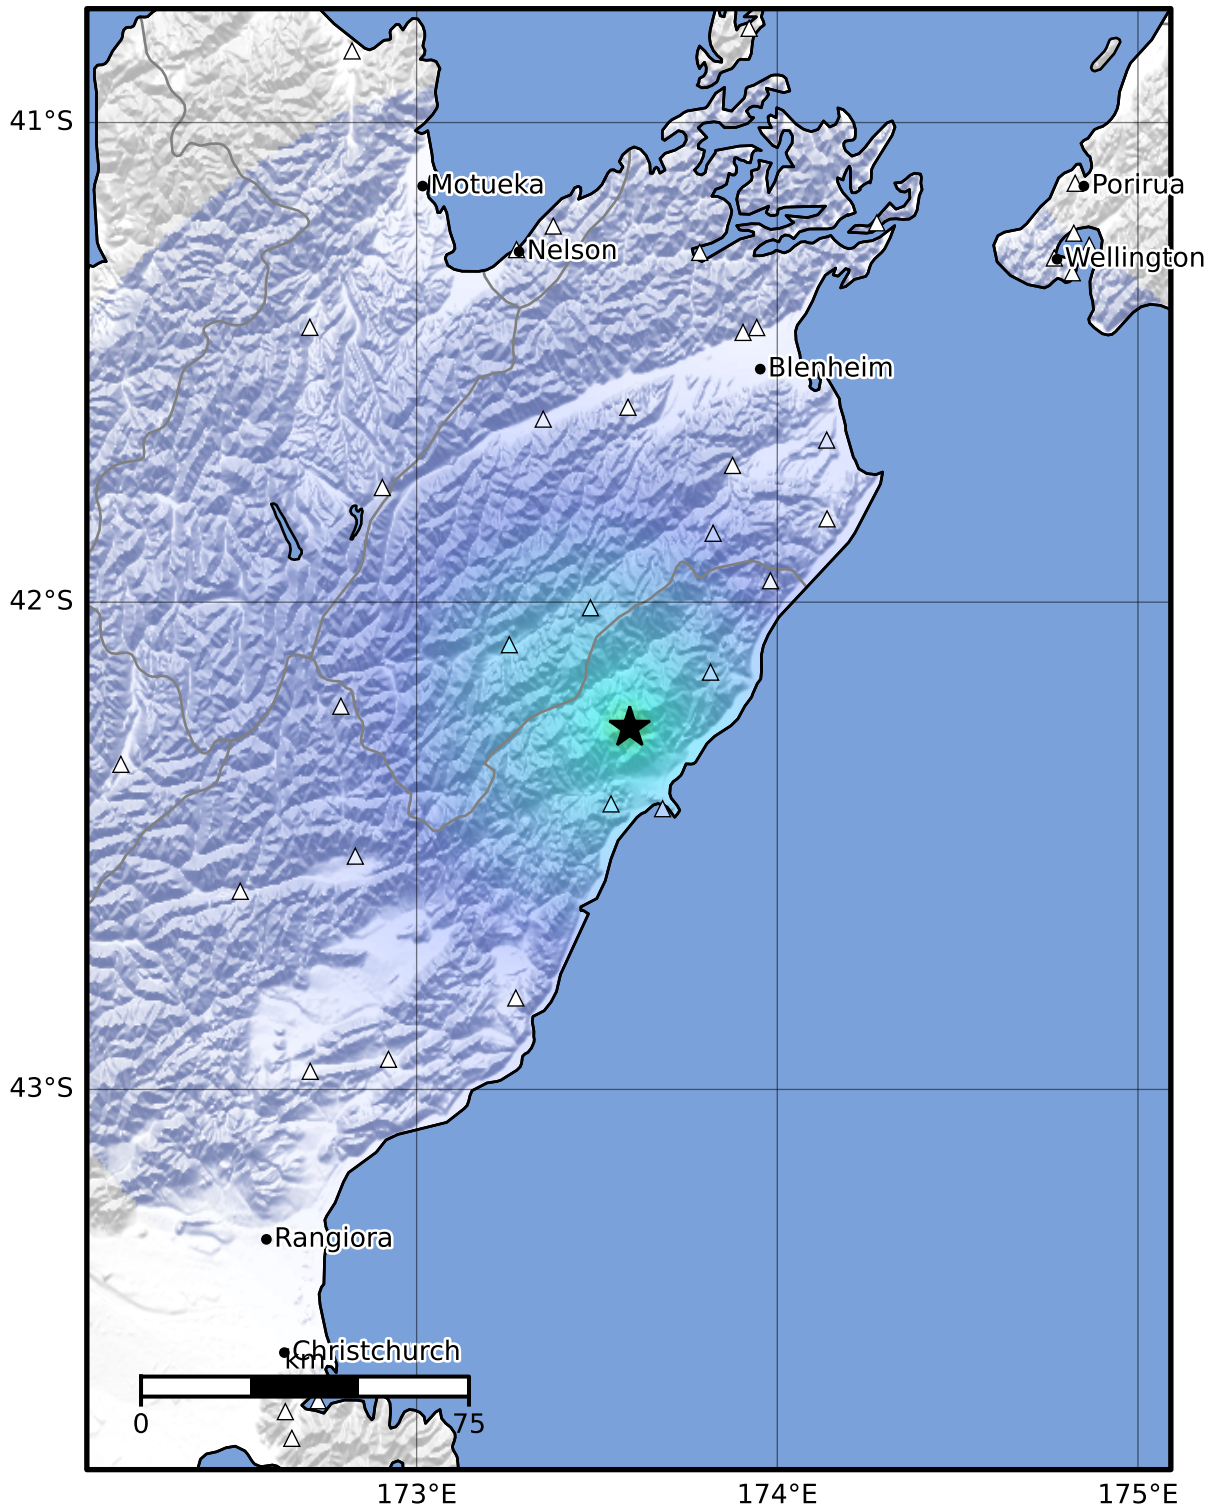 41°S
Motueka
Porirua
Nelson
Wellington
Blenheim
42°S
43°S
Rangiora
Christchurch
km
0
75
173°E
174°E
175°E